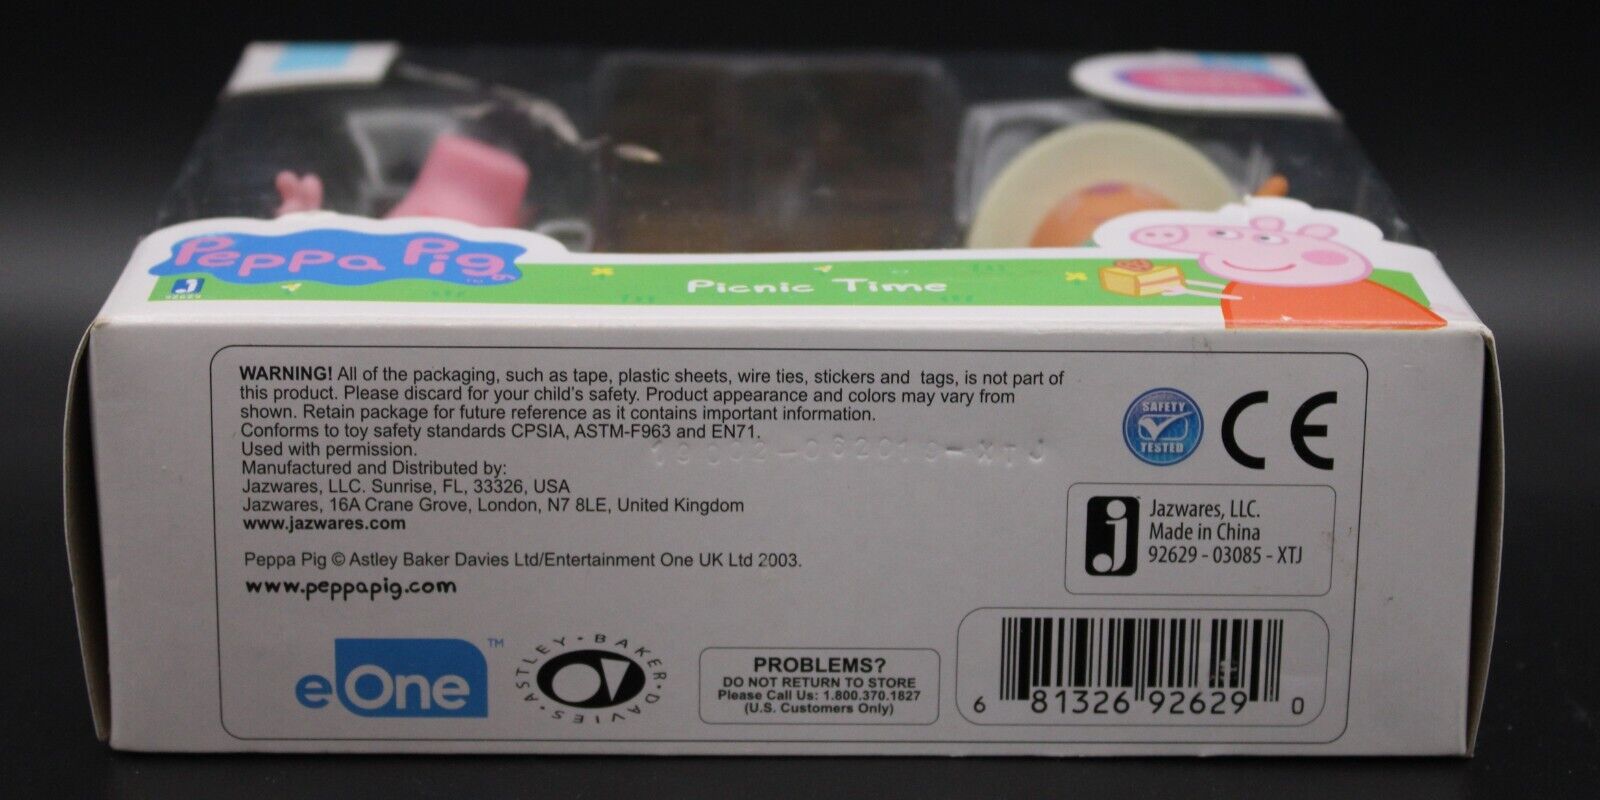 Peppa Pig
TM
92629
Picnic Time
WARNING! All of the packaging, such as tape, plastic sheets, wire ties, stickers and tags, is not part of
this product. Please discard for your child's safety. Product appearance and colors may vary from
shown. Retain package for future reference as it contains important information.
Conforms to toy safety standards CPSIA, ASTM-F963 and EN71.
Used with permission.
Manufactured and Distributed by:
Jazwares, LLC. Sunrise, FL, 33326, USA
Jazwares, 16A Crane Grove, London, N7 8LE, United Kingdom
www.jazwares.com
Peppa Pig © Astley Baker Davies Ltd/Entertainment One UK Ltd 2003.
www.peppapig.com
SAFETY
TESTED
CE
j
Jazwares, LLC.
Made in China
92629 - 03085 - XTJ
eOne™
ASTLEY · BAKER · DAVIES ·
PROBLEMS?
DO NOT RETURN TO STORE
Please Call Us: 1.800.370.1827
(U.S. Customers Only)
6 81326 92629 0